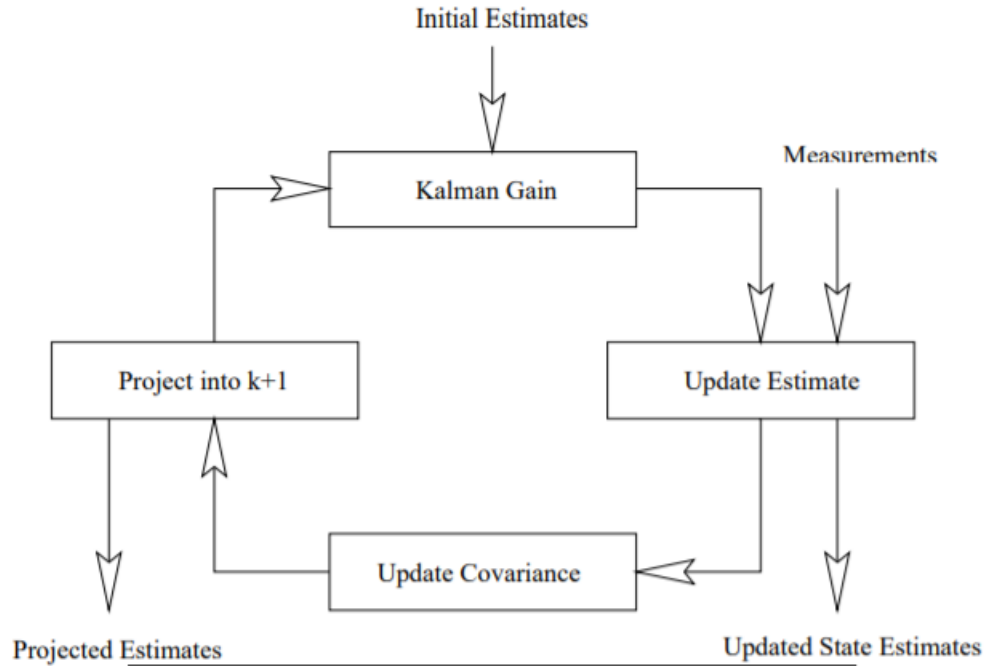 Initial Estimates
Measurements
Kalman Gain
Project into k+1
Update Estimate
Update Covariance
Projected Estimates
Updated State Estimates